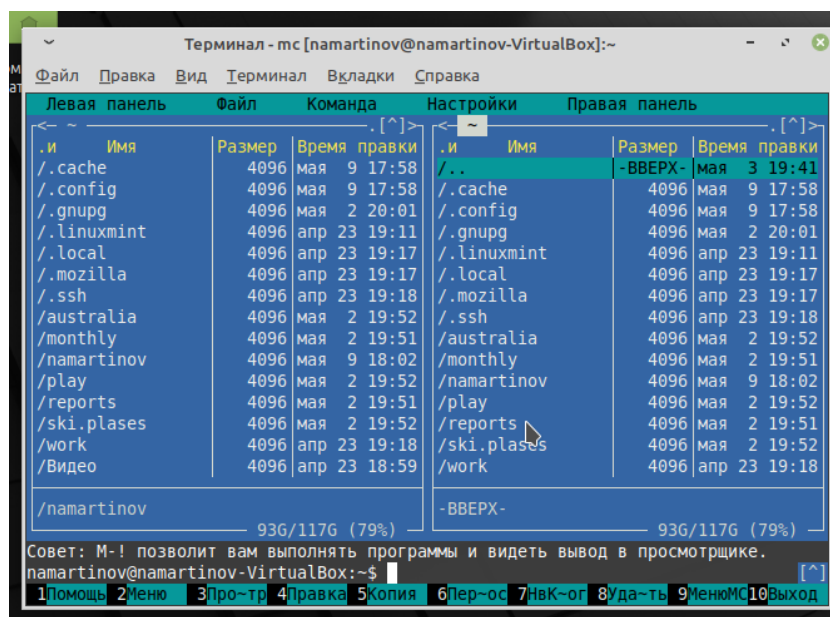 Терминал - mc [namartinov@namartinov-VirtualBox]:~
Файл Правка Вид Терминал Вкладки Справка
Левая панель Файл Команда Настройки Правая панель
<— ~ .[^]> <— ~ .[^]>
.и Имя Размер Время правки .и Имя Размер Время правки
/.cache 4096 мая 9 17:58 /.. -ВВЕРХ- мая 3 19:41
/.config 4096 мая 9 17:58 /.cache 4096 мая 9 17:58
/.gnupg 4096 мая 2 20:01 /.config 4096 мая 9 17:58
/.linuxmint 4096 апр 23 19:11 /.gnupg 4096 мая 2 20:01
/.local 4096 апр 23 19:17 /.linuxmint 4096 апр 23 19:11
/.mozilla 4096 апр 23 19:17 /.local 4096 апр 23 19:17
/.ssh 4096 апр 23 19:18 /.mozilla 4096 апр 23 19:17
/australia 4096 мая 2 19:52 /.ssh 4096 апр 23 19:18
/monthly 4096 мая 2 19:51 /australia 4096 мая 2 19:52
/namartinov 4096 мая 9 18:02 /monthly 4096 мая 2 19:51
/play 4096 мая 2 19:52 /namartinov 4096 мая 9 18:02
/reports 4096 мая 2 19:51 /play 4096 мая 2 19:52
/ski.plases 4096 мая 2 19:52 /reports 4096 мая 2 19:51
/work 4096 апр 23 19:18 /ski.plases 4096 мая 2 19:52
/Видео 4096 апр 23 18:59 /work 4096 апр 23 19:18
/namartinov -ВВЕРХ-
93G/117G (79%) 93G/117G (79%)
Совет: M-! позволит вам выполнять программы и видеть вывод в просмотрщике.
namartinov@namartinov-VirtualBox:~$ [^]
1Помощь 2Меню 3Про~тр 4Правка 5Копия 6Пер~ос 7НвК~ог 8Уда~ть 9МенюМС 10Выход